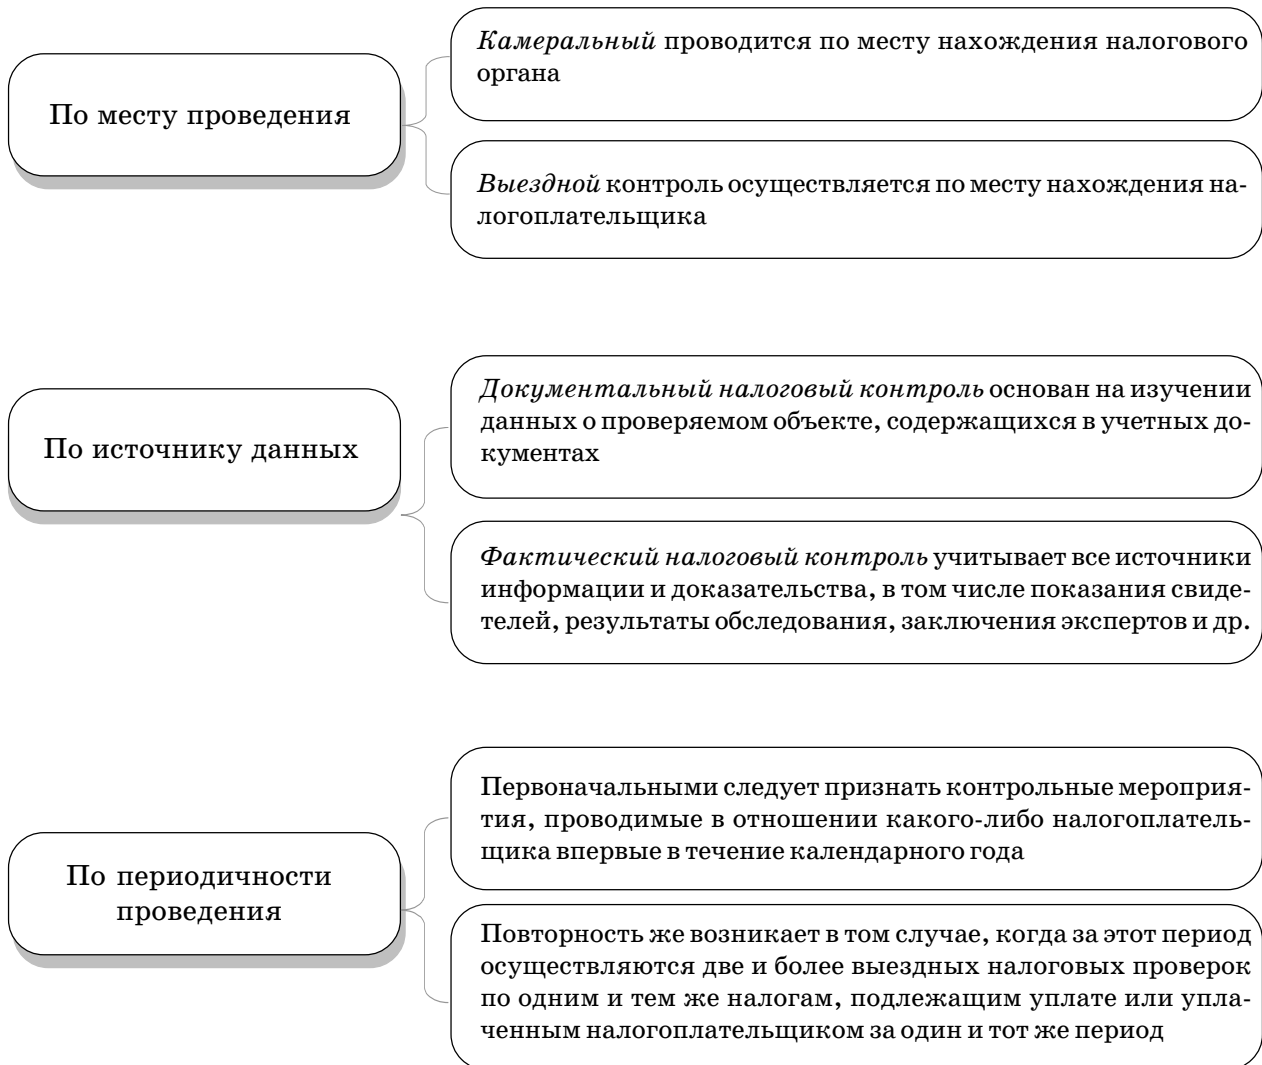 Камеральный проводится по месту нахождения налогового
органа
По месту проведения
Выездной контроль осуществляется по месту нахождения на-
логоплательщика
Документальный налоговый контроль основан на изучении
данных о проверяемом объекте, содержащихся в учетных до-
кументах
По источнику данных
Фактический налоговый контроль учитывает все источники
информации и доказательства, в том числе показания свиде-
телей, результаты обследования, заключения экспертов и др.
Первоначальными следует признать контрольные мероприя-
тия, проводимые в отношении какого-либо налогоплатель-
щика впервые в течение календарного года
По периодичности
проведения
Повторность же возникает в том случае, когда за этот период
осуществляются две и более выездных налоговых проверок
по одним и тем же налогам, подлежащим уплате или упла-
ченным налогоплательщиком за один и тот же период